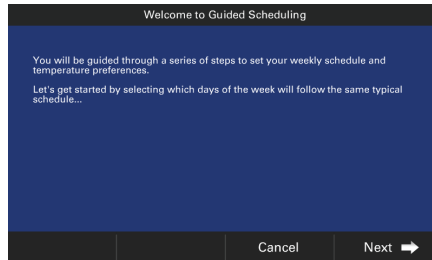 Welcome to Guided Scheduling
You will be guided through a series of steps to set your weekly schedule and
temperature preferences.
Let's get started by selecting which days of the week will follow the same typical
schedule...
Cancel
Next